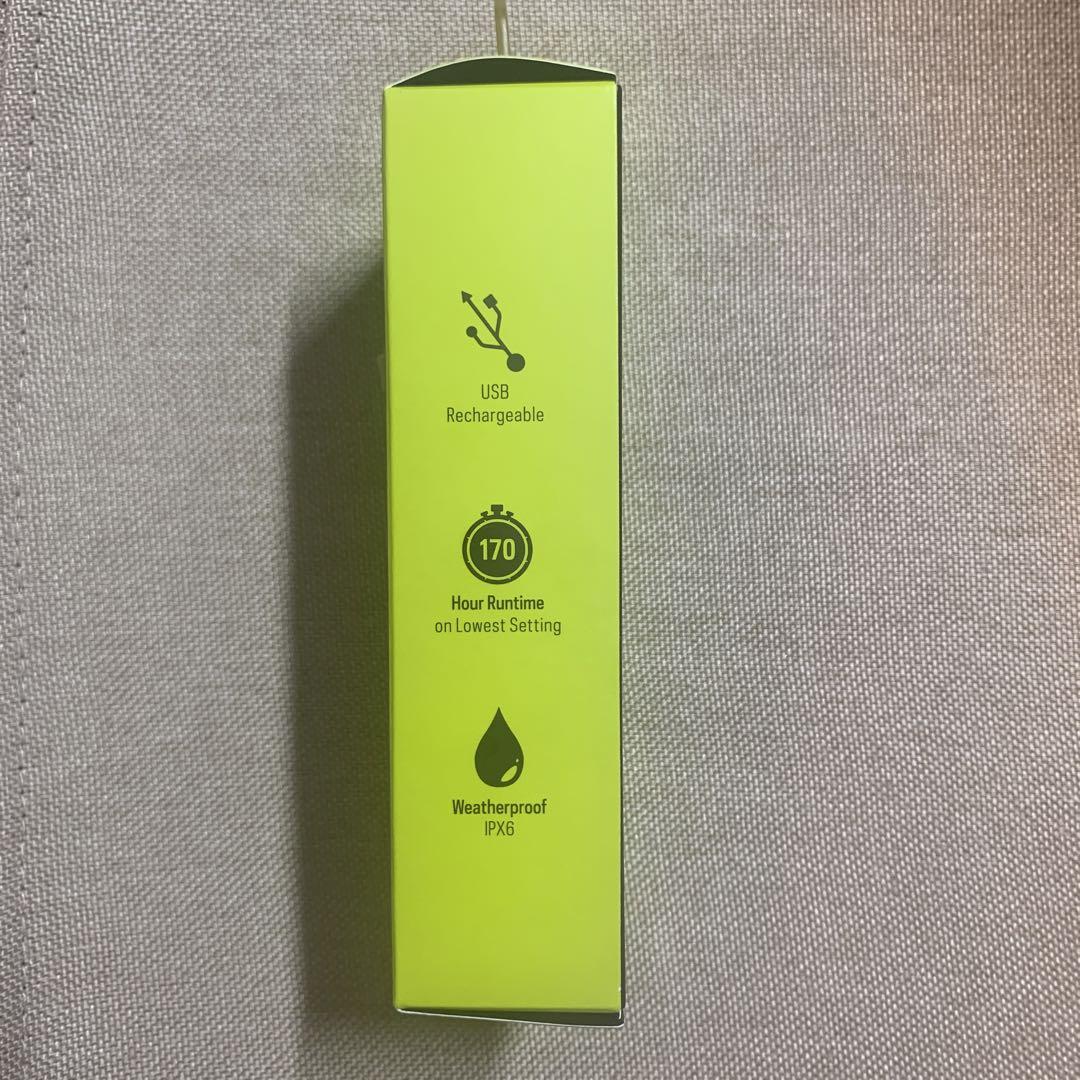 USB
Rechargeable
170
Hour Runtime
on Lowest Setting
Weatherproof
IPX6